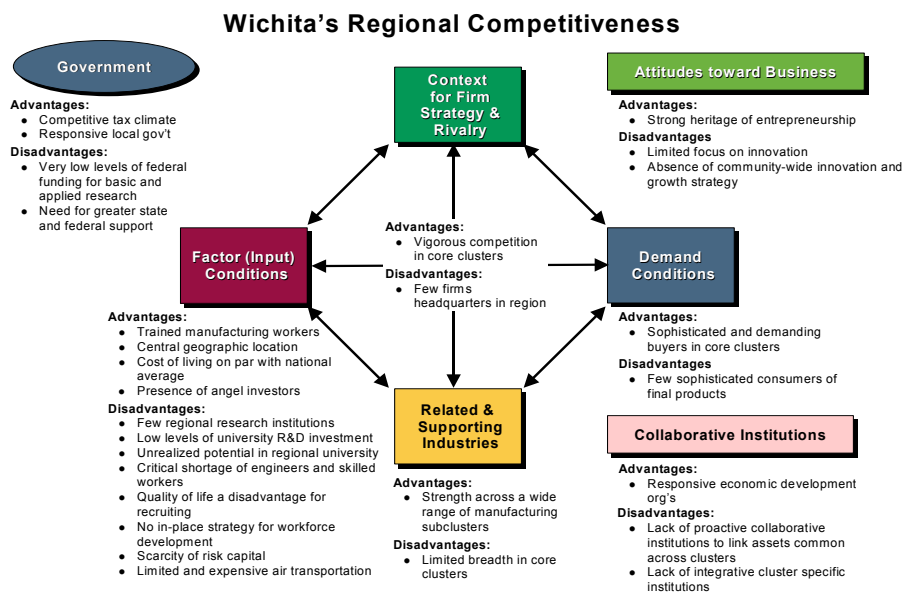 Wichita's Regional Competitiveness
Government
Advantages:
● Competitive tax climate
● Responsive local gov't
Disadvantages:
● Very low levels of federal
funding for basic and
applied research
● Need for greater state
and federal support
Context
for Firm
Strategy &
Rivalry
Attitudes toward Business
Advantages:
● Strong heritage of entrepreneurship
Disadvantages
● Limited focus on innovation
● Absence of community-wide innovation and
growth strategy
Factor (Input)
Conditions
Advantages:
● Vigorous competition
in core clusters
Disadvantages:
● Few firms
headquarters in region
Demand
Conditions
Advantages:
● Trained manufacturing workers
● Central geographic location
● Cost of living on par with national
average
● Presence of angel investors
Disadvantages:
● Few regional research institutions
● Low levels of university R&D investment
● Unrealized potential in regional university
● Critical shortage of engineers and skilled
workers
● Quality of life a disadvantage for
recruiting
● No in-place strategy for workforce
development
● Scarcity of risk capital
● Limited and expensive air transportation
Related &
Supporting
Industries
Advantages:
● Strength across a wide
range of manufacturing
subclusters
Disadvantages:
● Limited breadth in core
clusters
Advantages:
● Sophisticated and demanding
buyers in core clusters
Disadvantages
● Few sophisticated consumers of
final products
Collaborative Institutions
Advantages:
● Responsive economic development
org's
Disadvantages:
● Lack of proactive collaborative
institutions to link assets common
across clusters
● Lack of integrative cluster specific
institutions